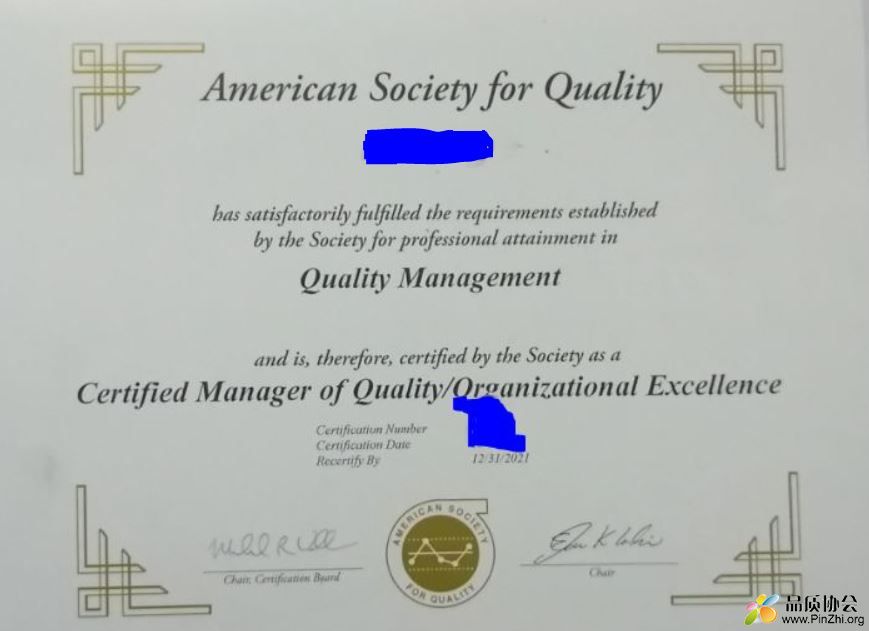 American Society for Quality
has satisfactorily fulfilled the requirements established
by the Society for professional attainment in
Quality Management
and is, therefore, certified by the Society as a
Certified Manager of Quality/Organizational Excellence
Certification Number
Certification Date
Recertify By 12/31/2021
AMERICAN SOCIETY
FOR QUALITY
Chair, Certification Board
Chair
品质协会
www.PinZhi.org